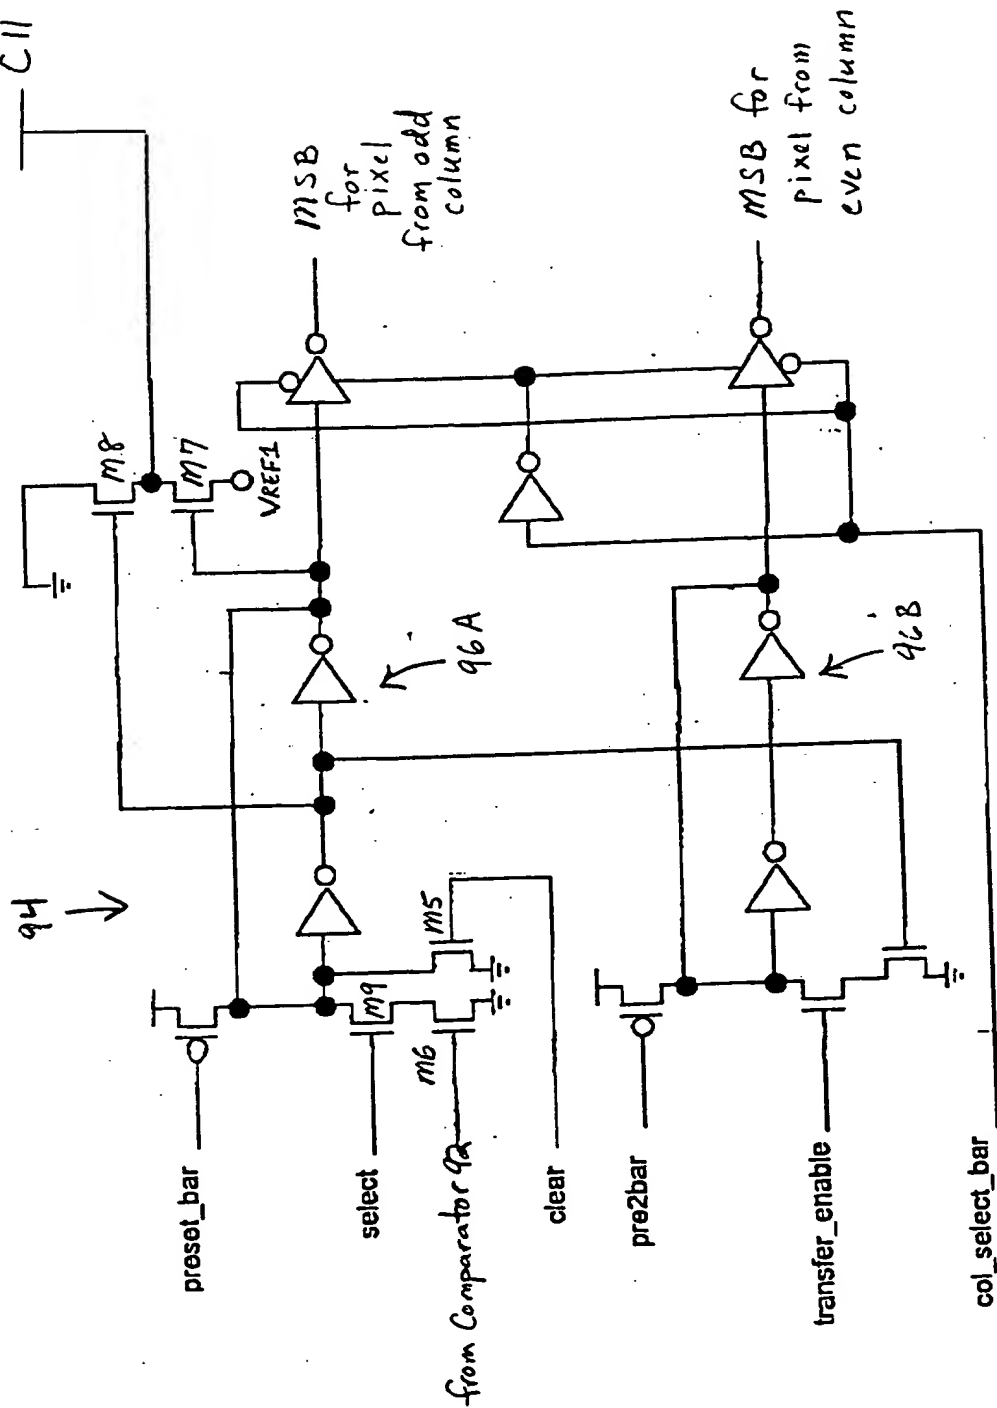 94
C11
M8
M7
VREF1
MSB
for
pixel
from odd
column
MSB for
pixel from
even column
96A
96B
M5
M9
M6
preset_bar
select
from Comparator 92
clear
pre2bar
transfer_enable
col_select_bar